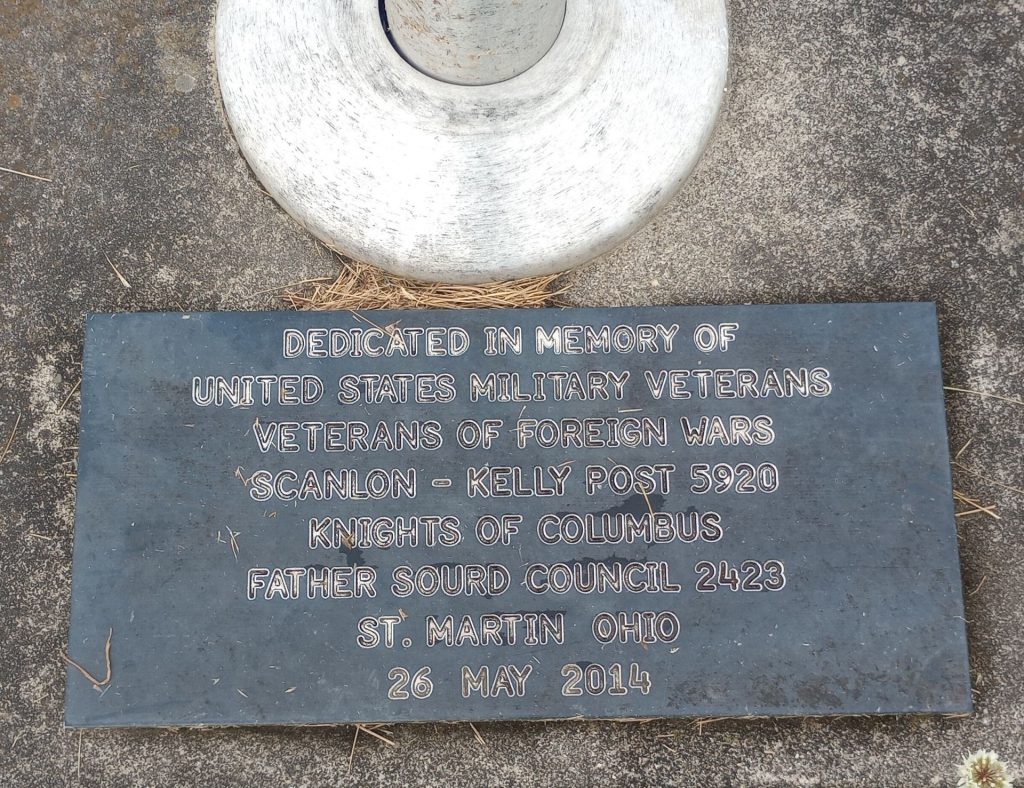 DEDICATED IN MEMORY OF
UNITED STATES MILITARY VETERANS
VETERANS OF FOREIGN WARS
SCANLON - KELLY POST 5920
KNIGHTS OF COLUMBUS
FATHER SOURD COUNCIL 2423
ST. MARTIN OHIO
26 MAY 2014